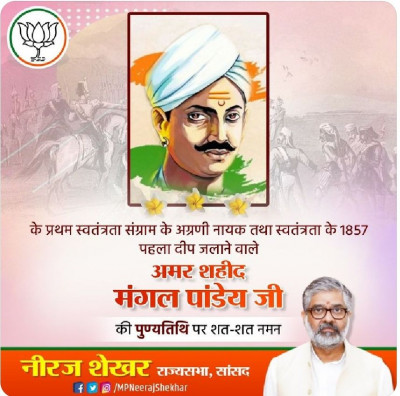 के प्रथम स्वतंत्रता संग्राम के अग्रणी नायक तथा स्वतंत्रता के 1857
पहला दीप जलाने वाले
अमर शहीद
मंगल पांडेय जी
की पुण्यतिथि पर शत-शत नमन
नीरज शेखर राज्यसभा, सांसद
/MPNeerajShekhar